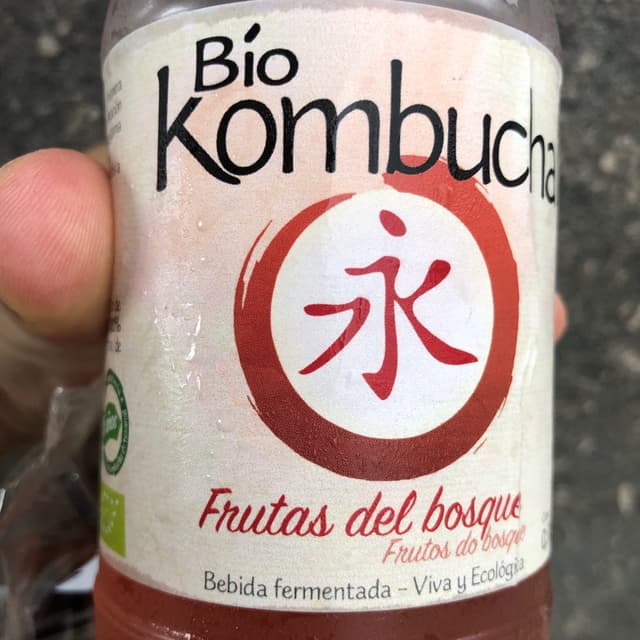 Bío
Kombucha
永
Frutas del bosque
Frutos do bosque
Bebida fermentada - Viva y Ecológica